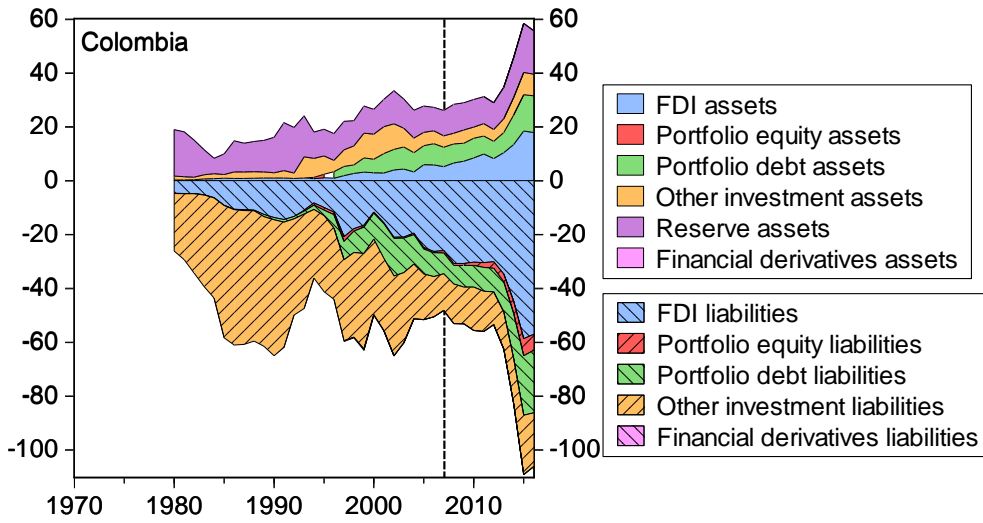 60
60
Colombia
40
40
20
20
0
0
-20
-20
-40
-40
-60
-60
-80
-80
-100
-100
1970
1980
1990
2000
2010
FDI assets
Portfolio equity assets
Portfolio debt assets
Other investment assets
Reserve assets
Financial derivatives assets
FDI liabilities
Portfolio equity liabilities
Portfolio debt liabilities
Other investment liabilities
Financial derivatives liabilities